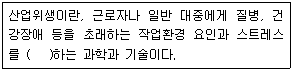 산업위생이란, 근로자나 일반 대중에게 질병, 건
강장애 등을 초래하는 작업환경 요인과 스트레스
를 (   )하는 과학과 기술이다.